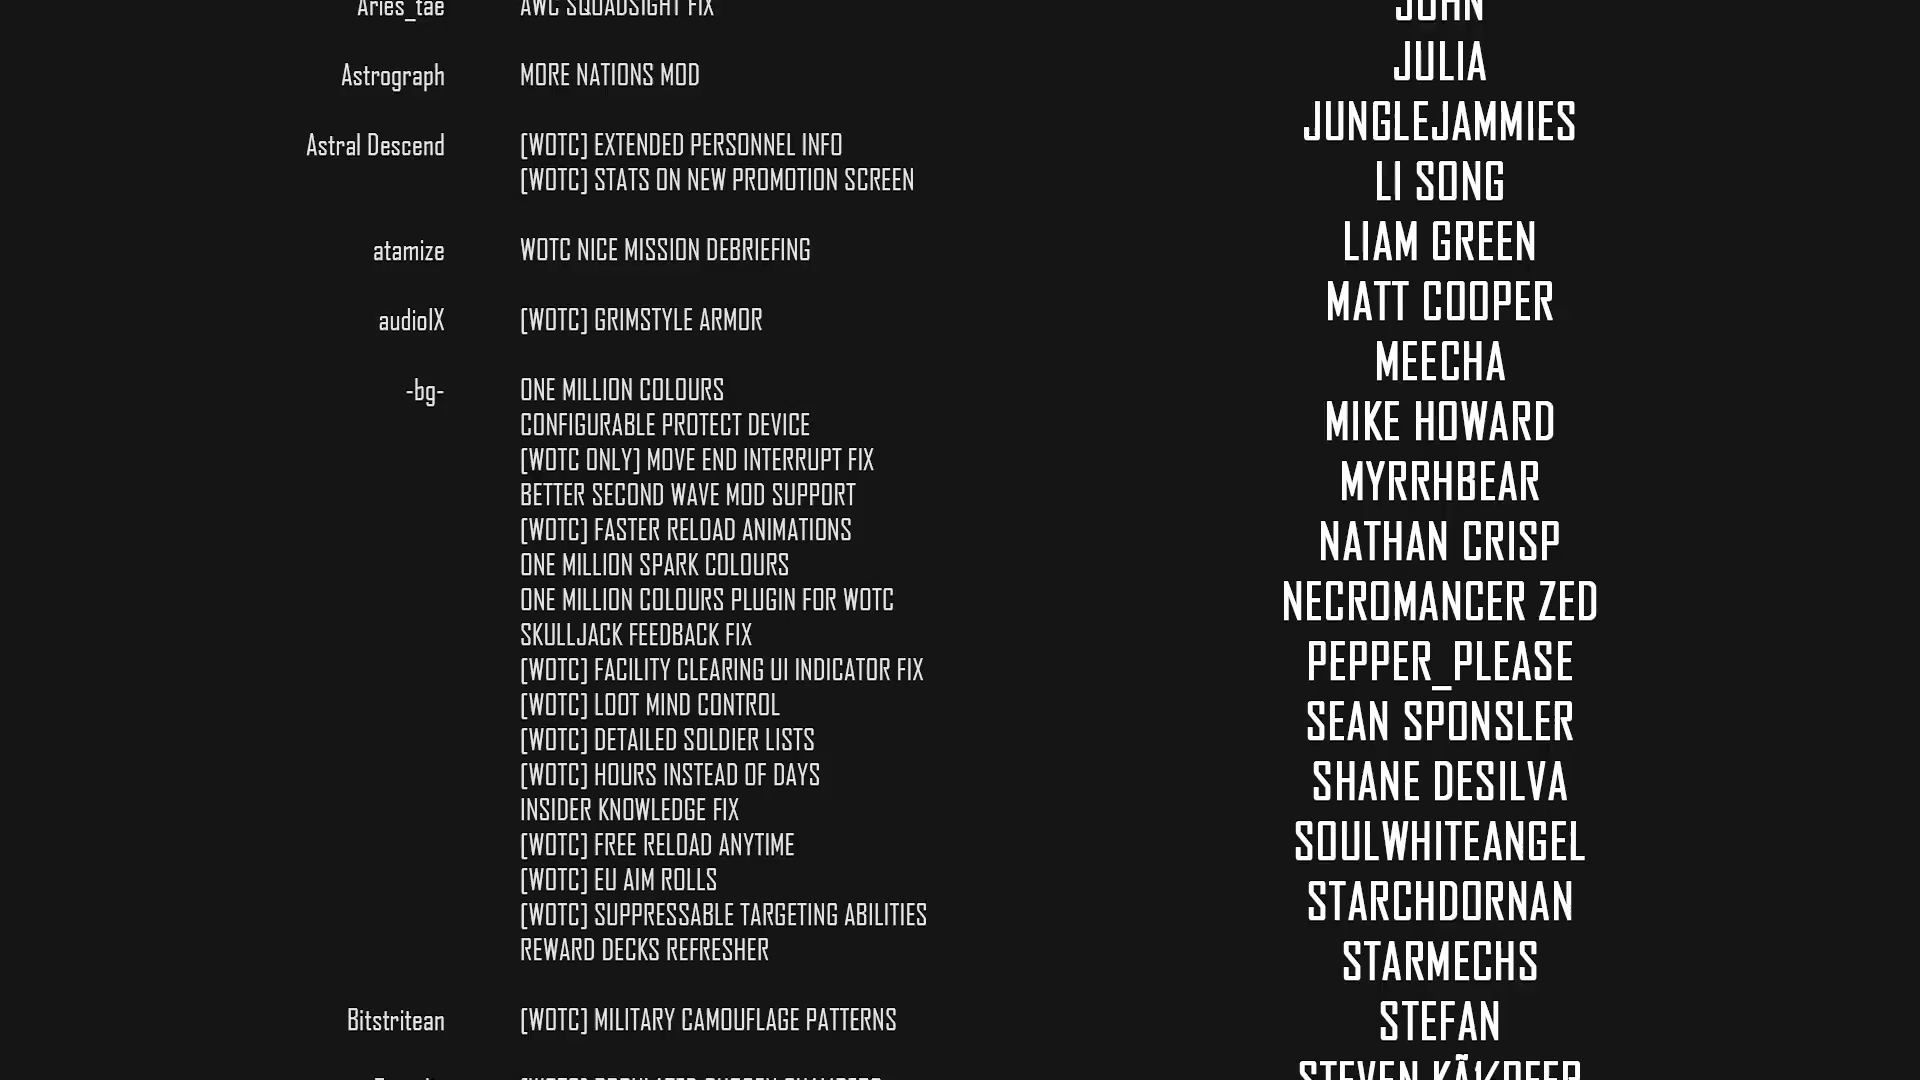 Aries_tae AWC SQUADSIGHT FIX
Astrograph MORE NATIONS MOD
Astral Descend [WOTC] EXTENDED PERSONNEL INFO
[WOTC] STATS ON NEW PROMOTION SCREEN
atamize WOTC NICE MISSION DEBRIEFING
audioIX [WOTC] GRIMSTYLE ARMOR
-bg- ONE MILLION COLOURS
CONFIGURABLE PROTECT DEVICE
[WOTC ONLY] MOVE END INTERRUPT FIX
BETTER SECOND WAVE MOD SUPPORT
[WOTC] FASTER RELOAD ANIMATIONS
ONE MILLION SPARK COLOURS
ONE MILLION COLOURS PLUGIN FOR WOTC
SKULLJACK FEEDBACK FIX
[WOTC] FACILITY CLEARING UI INDICATOR FIX
[WOTC] LOOT MIND CONTROL
[WOTC] DETAILED SOLDIER LISTS
[WOTC] HOURS INSTEAD OF DAYS
INSIDER KNOWLEDGE FIX
[WOTC] FREE RELOAD ANYTIME
[WOTC] EU AIM ROLLS
[WOTC] SUPPRESSABLE TARGETING ABILITIES
REWARD DECKS REFRESHER
Bitstritean [WOTC] MILITARY CAMOUFLAGE PATTERNS
JOHN
JULIA
JUNGLEJAMMIES
LI SONG
LIAM GREEN
MATT COOPER
MEECHA
MIKE HOWARD
MYRRHBEAR
NATHAN CRISP
NECROMANCER ZED
PEPPER_PLEASE
SEAN SPONSLER
SHANE DESILVA
SOULWHITEANGEL
STARCHDORNAN
STARMECHS
STEFAN
STEVEN